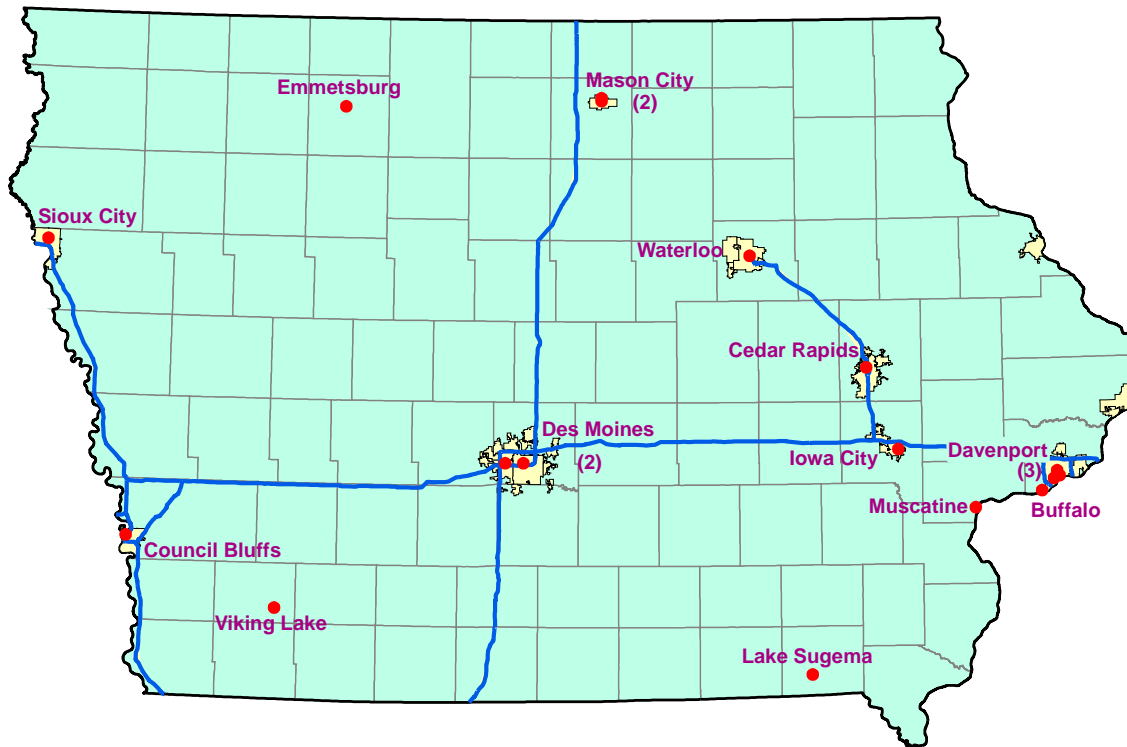 Mason City
(2)
Emmetsburg
Sioux City
Waterloo
Cedar Rapids
Des Moines
(2)
Iowa City
Davenport
(3)
Muscatine
Buffalo
Council Bluffs
Viking Lake
Lake Sugema